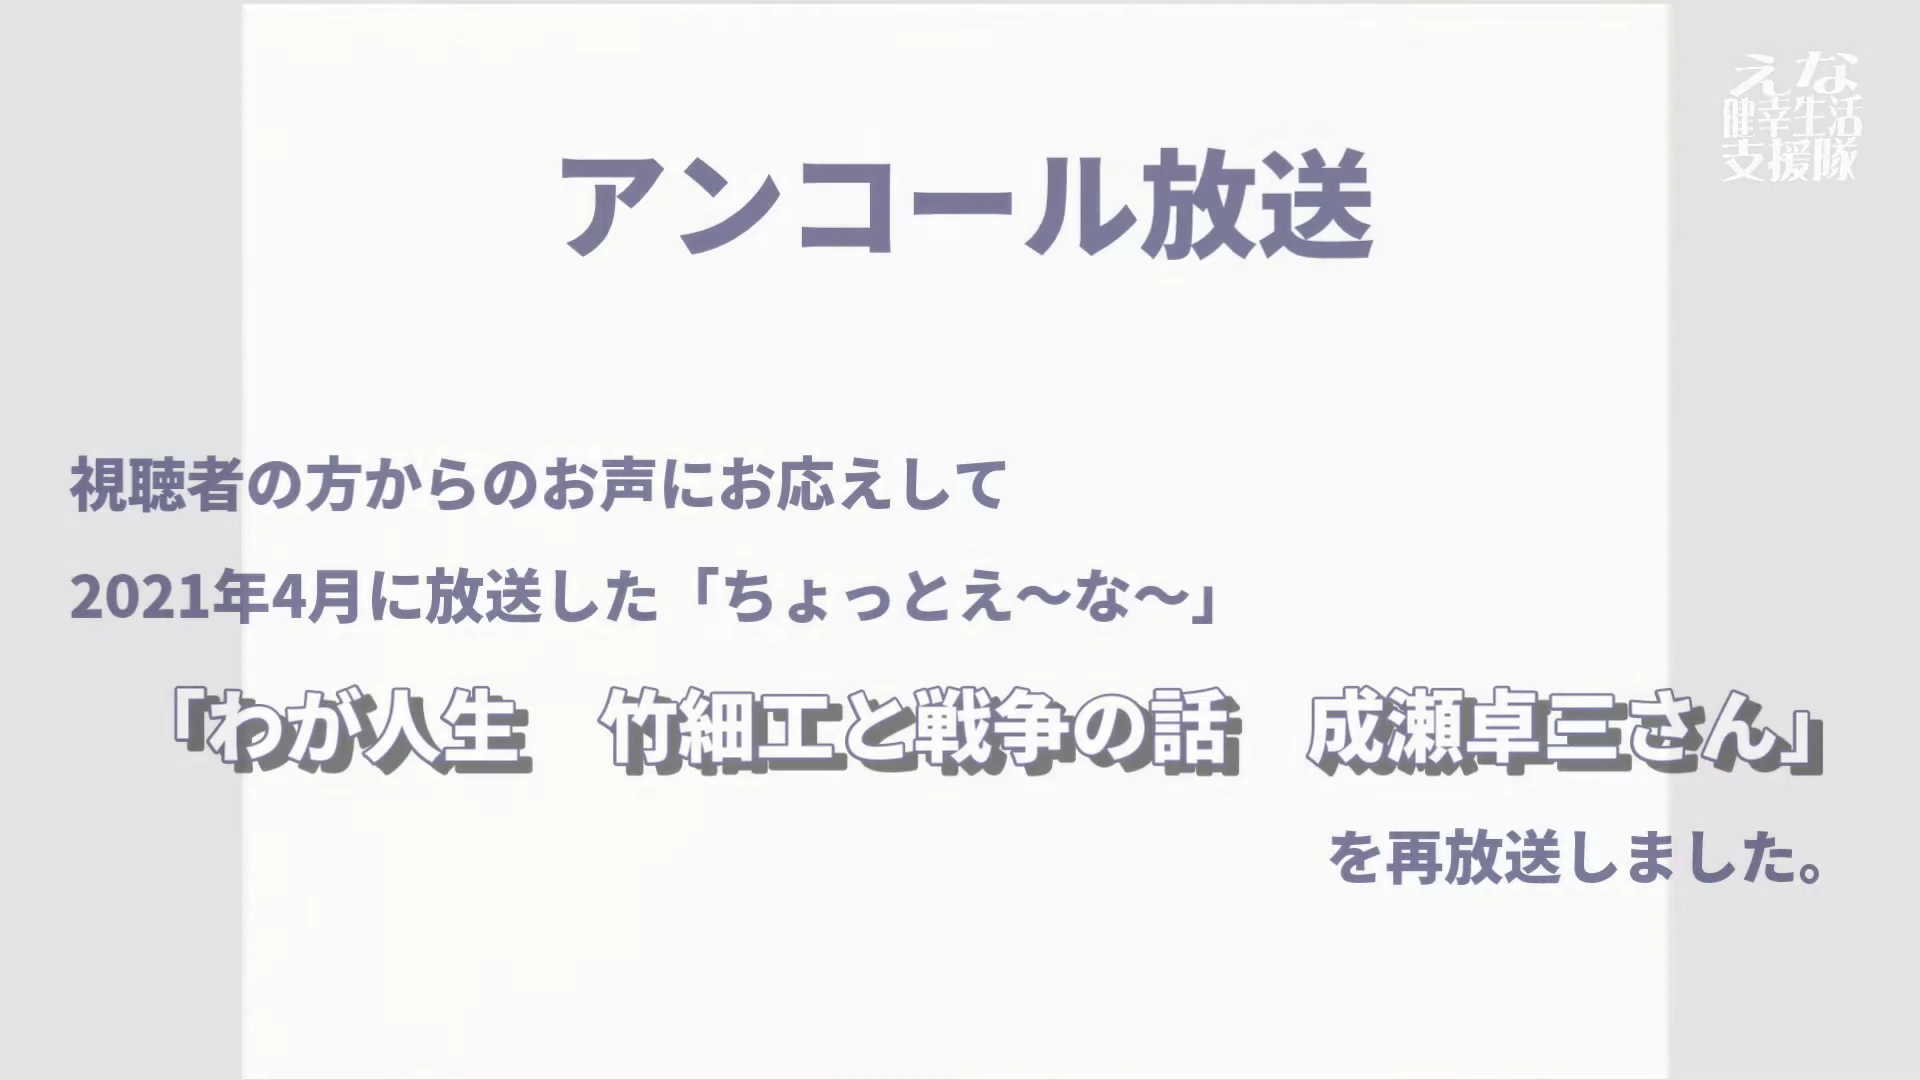 えな
健幸生活
支援隊
アンコール放送
視聴者の方からのお声にお応えして
2021年4月に放送した「ちょっとえ～な～」
「わが人生　竹細工と戦争の話　成瀬卓三さん」
を再放送しました。